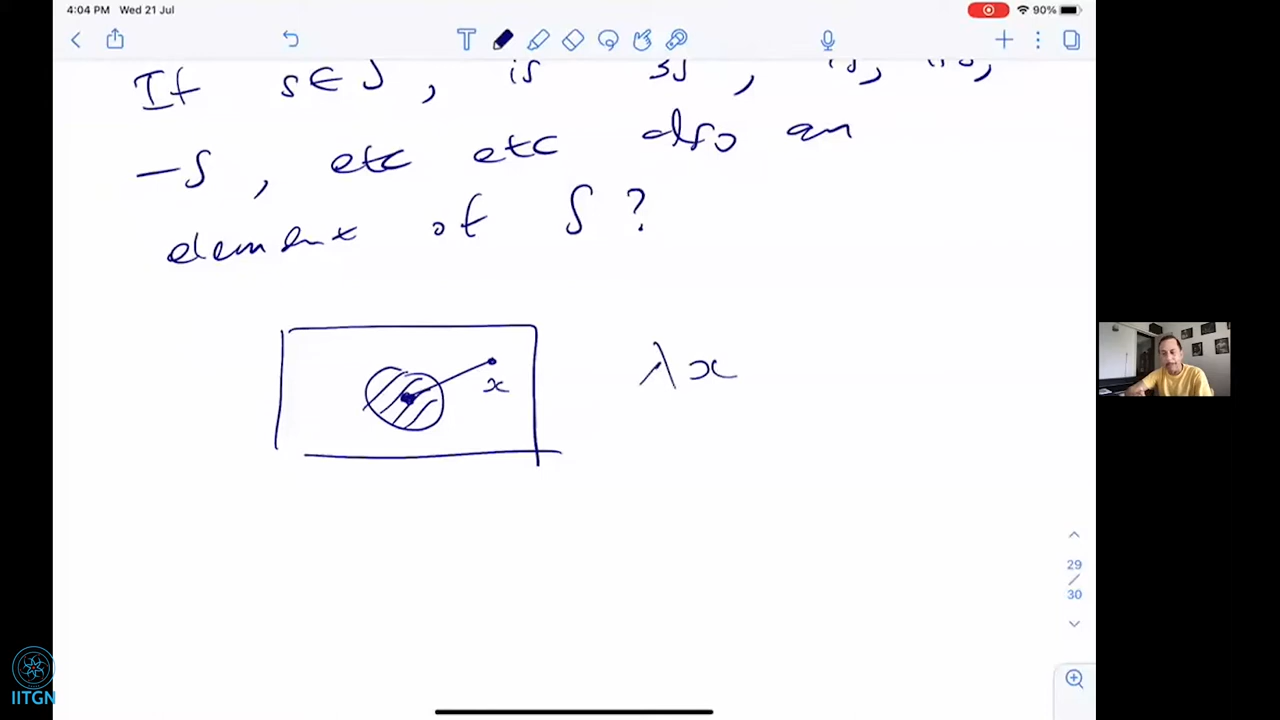 4:04 PM Wed 21 Jul
90%
If s ∈ S, is 5s,
-s, etc etc also an
element of S ?
x
λx
29
/
30
IITGN